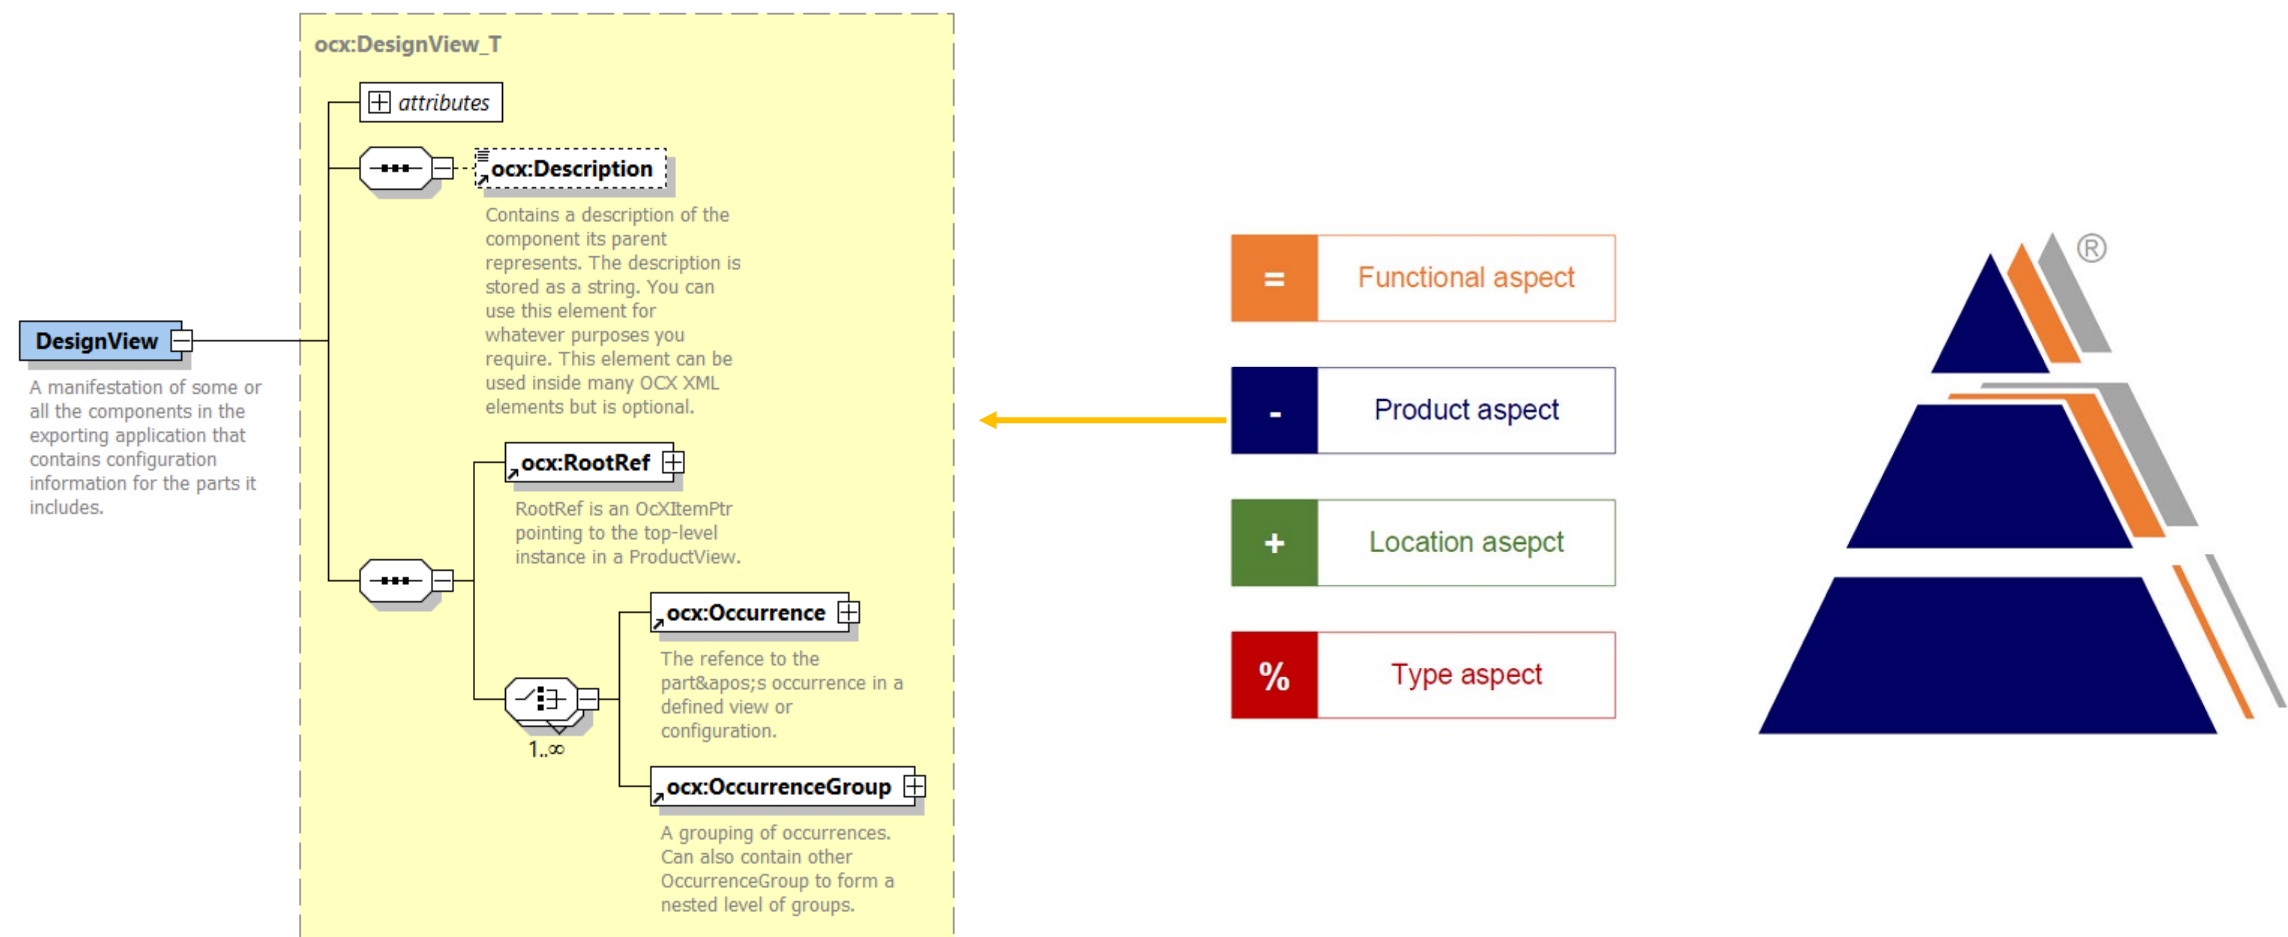 ocx:DesignView_T
attributes
ocx:Description
Contains a description of the
component its parent
represents. The description is
stored as a string. You can
use this element for
whatever purposes you
require. This element can be
used inside many OCX XML
elements but is optional.
DesignView
A manifestation of some or
all the components in the
exporting application that
contains configuration
information for the parts it
includes.
ocx:RootRef
RootRef is an OcXItemPtr
pointing to the top-level
instance in a ProductView.
ocx:Occurrence
The refence to the
part&apos;s occurrence in a
defined view or
configuration.
1..∞
ocx:OccurrenceGroup
A grouping of occurrences.
Can also contain other
OccurrenceGroup to form a
nested level of groups.
= Functional aspect
- Product aspect
+ Location asepct
% Type aspect
®